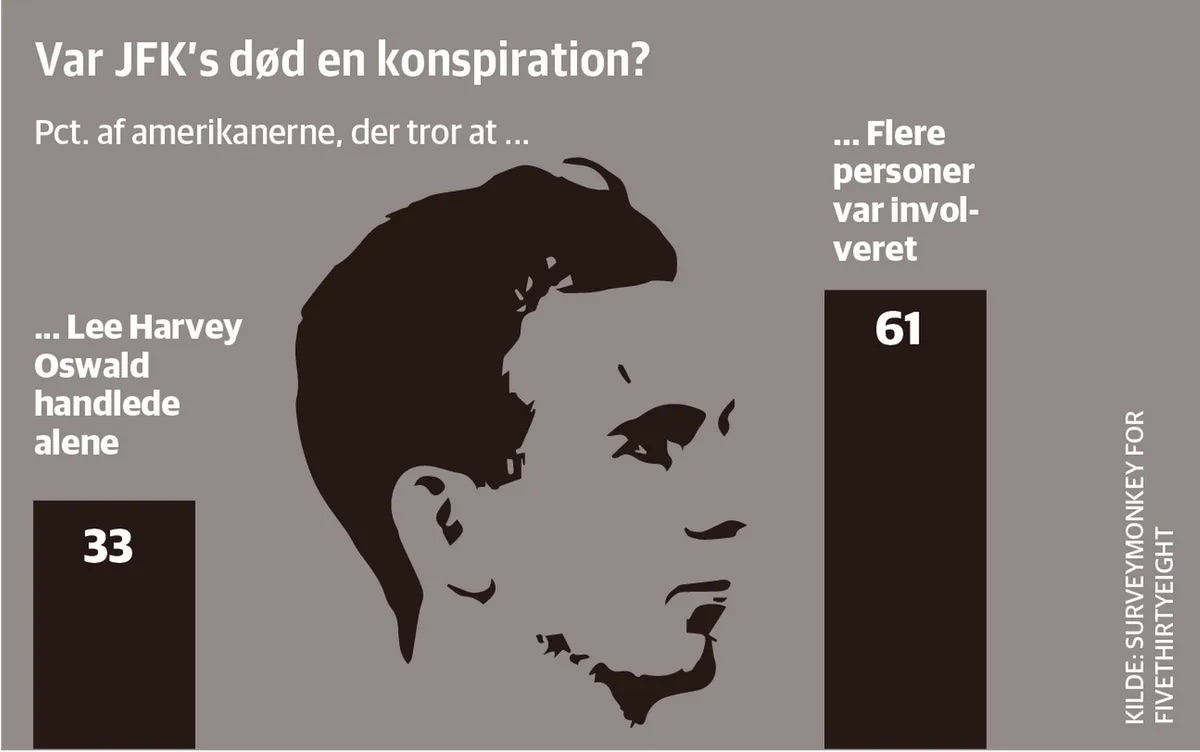 Var JFK's død en konspiration?
Pct. af amerikanerne, der tror at ...
... Lee Harvey
Oswald
handlede
alene
33
... Flere
personer
var invol-
veret
61
KILDE: SURVEYMONKEY FOR
FIVETHIRTYEIGHT